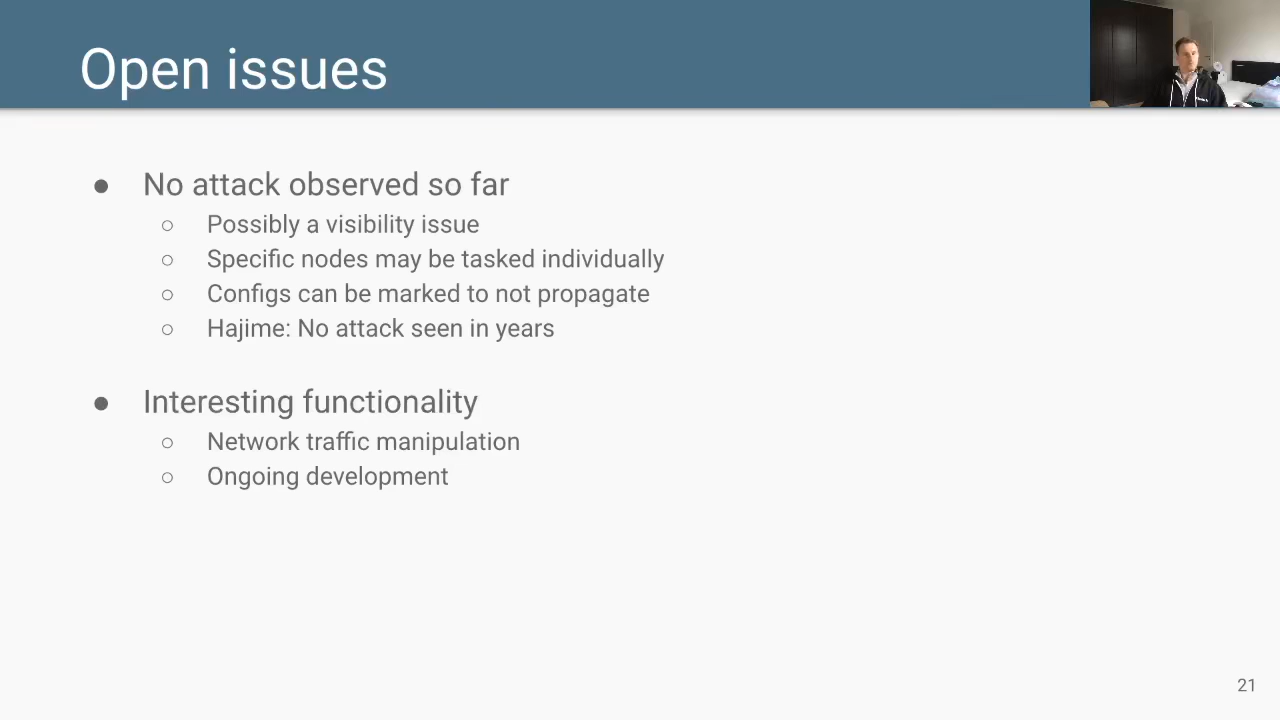 Open issues
● No attack observed so far
○ Possibly a visibility issue
○ Specific nodes may be tasked individually
○ Configs can be marked to not propagate
○ Hajime: No attack seen in years
● Interesting functionality
○ Network traffic manipulation
○ Ongoing development
21